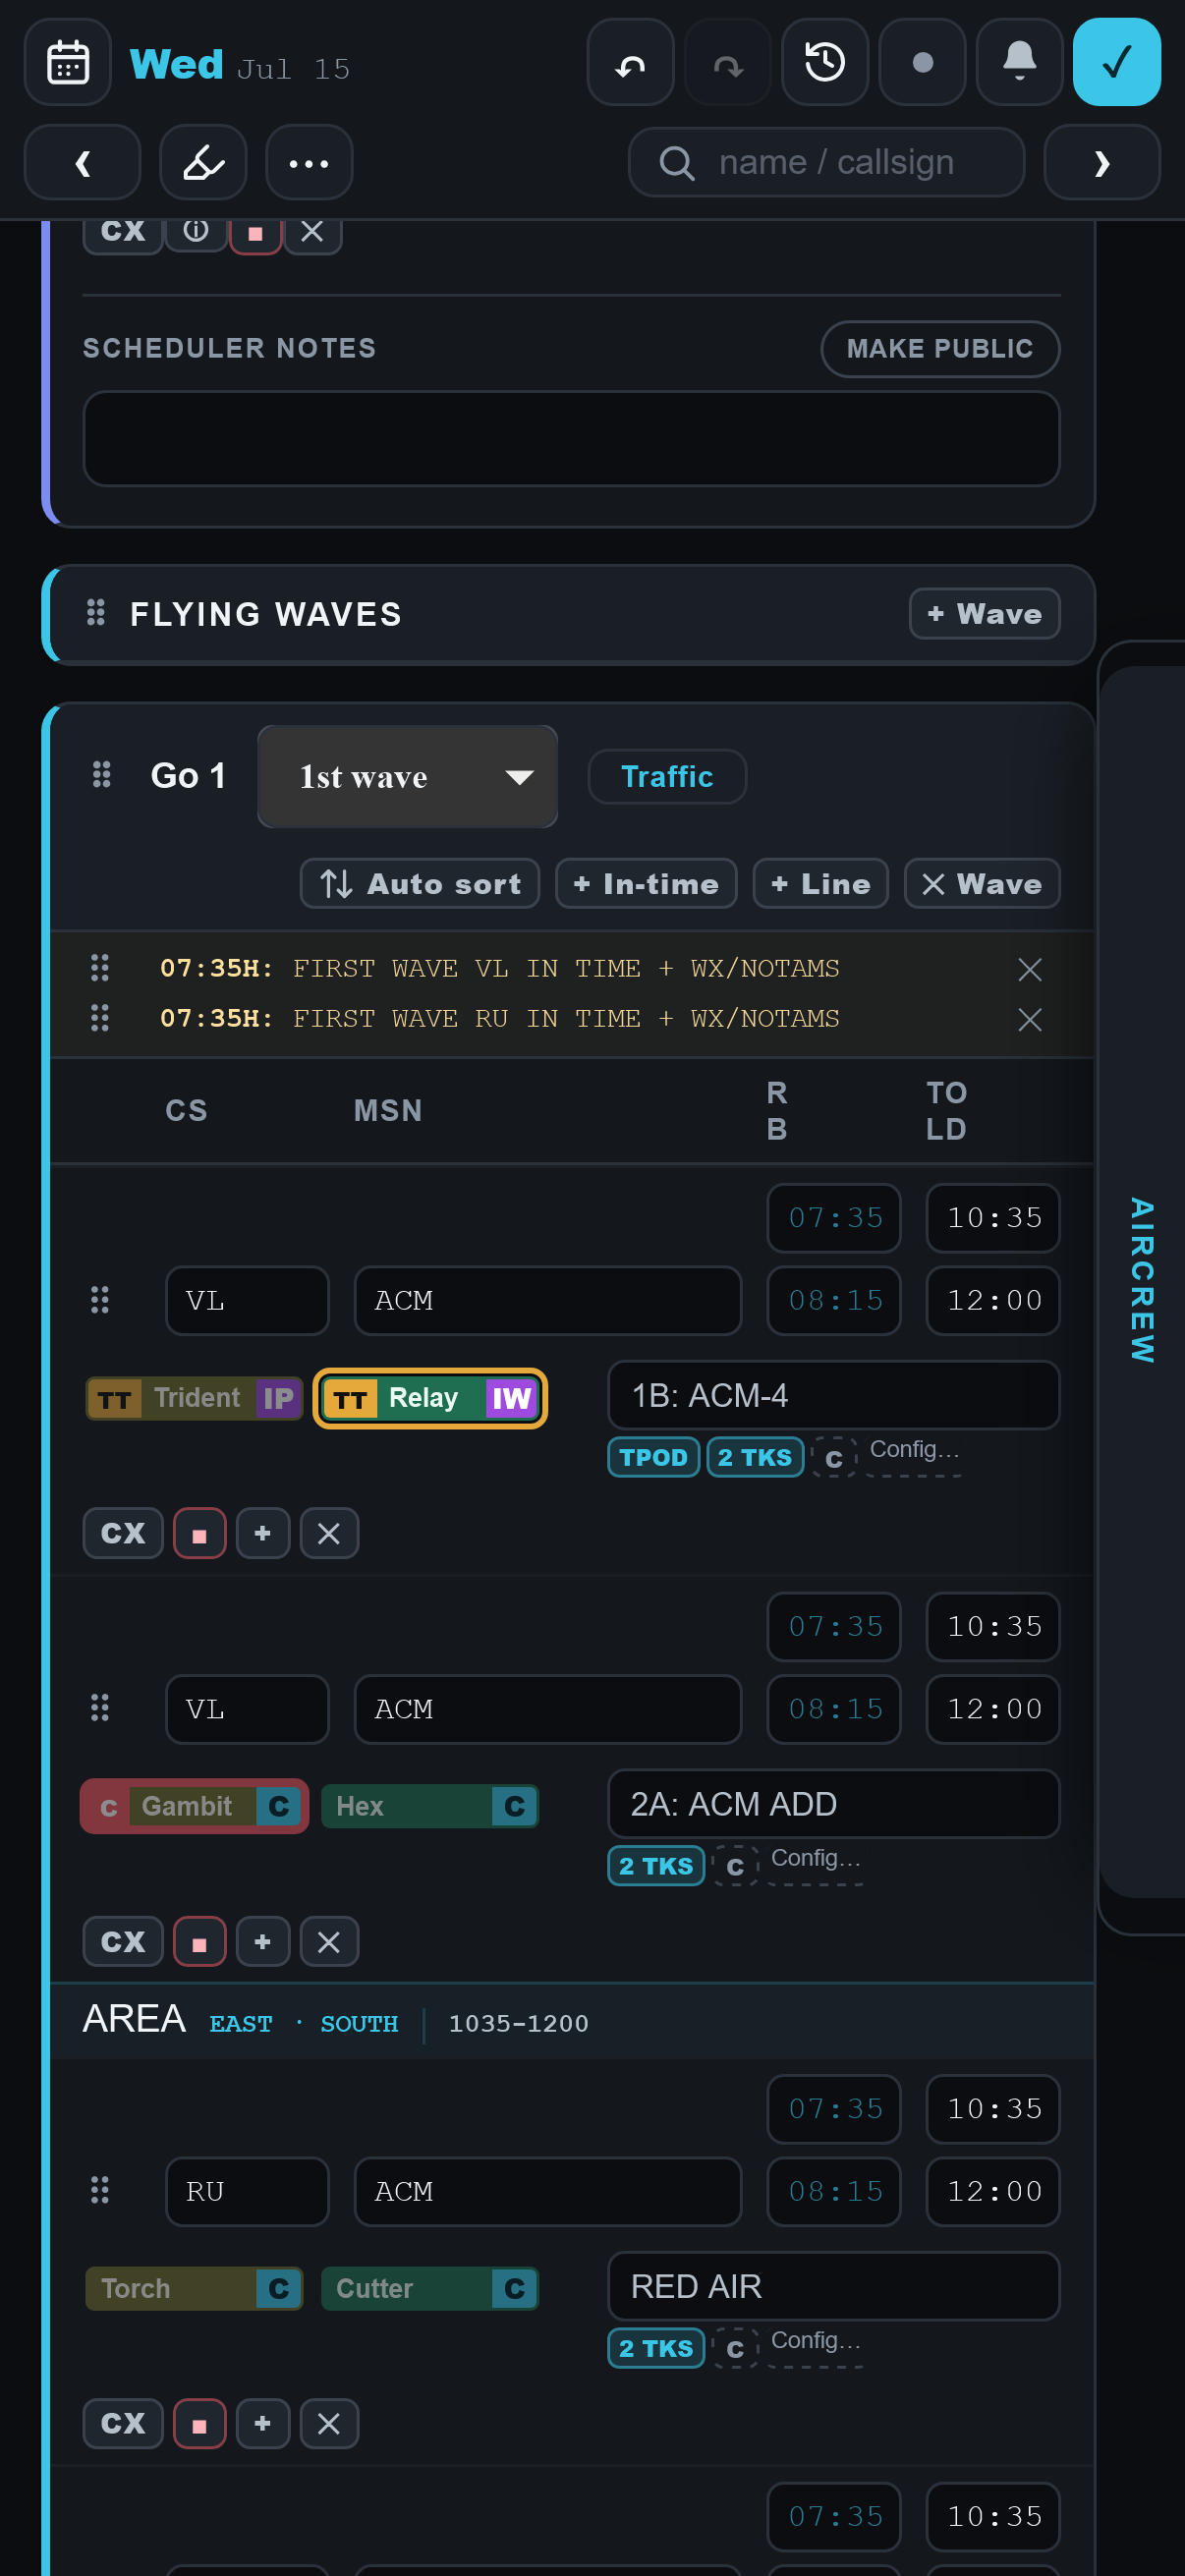 Wed Jul 15
name / callsign
CX
SCHEDULER NOTES MAKE PUBLIC
FLYING WAVES + Wave
Go 1 1st wave Traffic
Auto sort + In-time + Line × Wave
07:35H: FIRST WAVE VL IN TIME + WX/NOTAMS
07:35H: FIRST WAVE RU IN TIME + WX/NOTAMS
CS MSN R B TO LD
07:35 10:35
VL ACM 08:15 12:00
TT Trident IP TT Relay IW 1B: ACM-4
TPOD 2 TKS C Config...
CX + ×
07:35 10:35
VL ACM 08:15 12:00
C Gambit C Hex C 2A: ACM ADD
2 TKS C Config...
CX + ×
AREA EAST · SOUTH 1035-1200
07:35 10:35
RU ACM 08:15 12:00
Torch C Cutter C RED AIR
2 TKS C Config...
CX + ×
07:35 10:35
AIRCREW